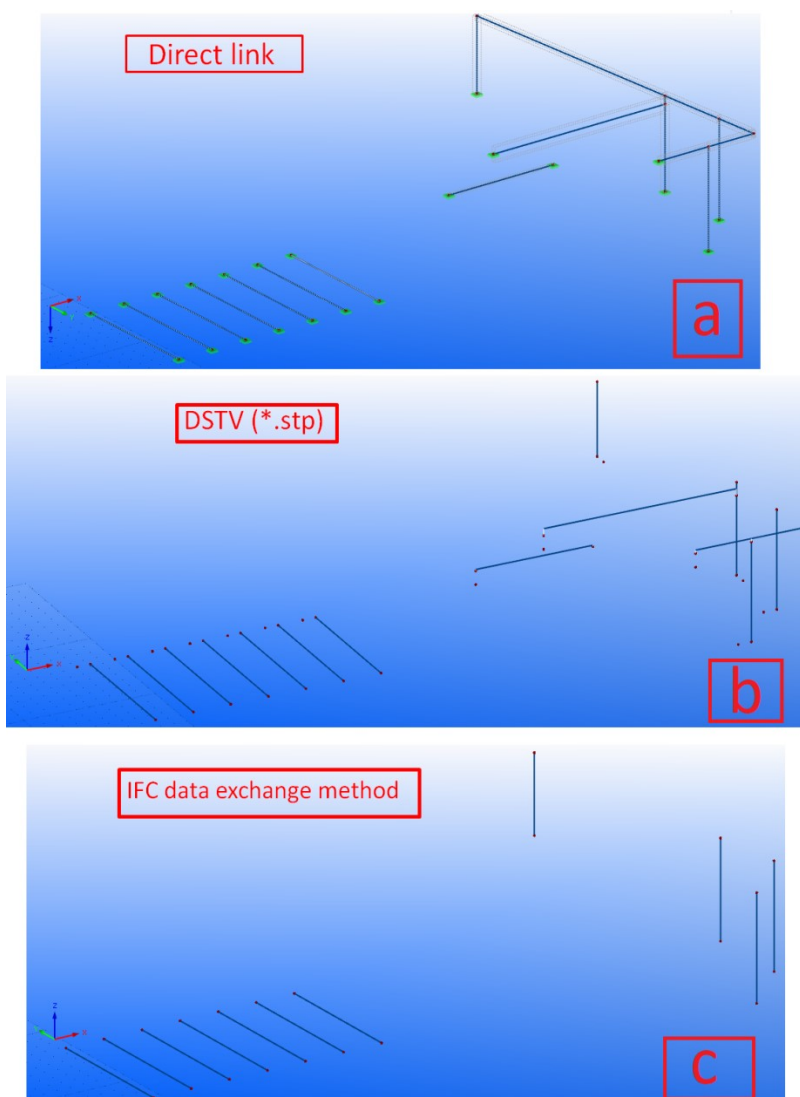 Direct link
x
z
a
DSTV (*.stp)
z
x
b
IFC data exchange method
z
x
c